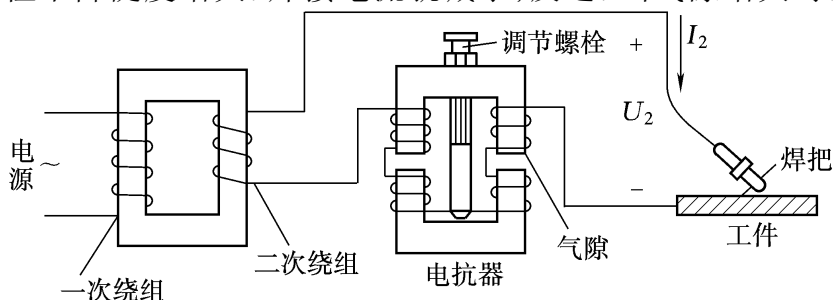 调节螺栓
+
I₂
U₂
焊把
电源
~
−
工件
气隙
二次绕组
电抗器
一次绕组